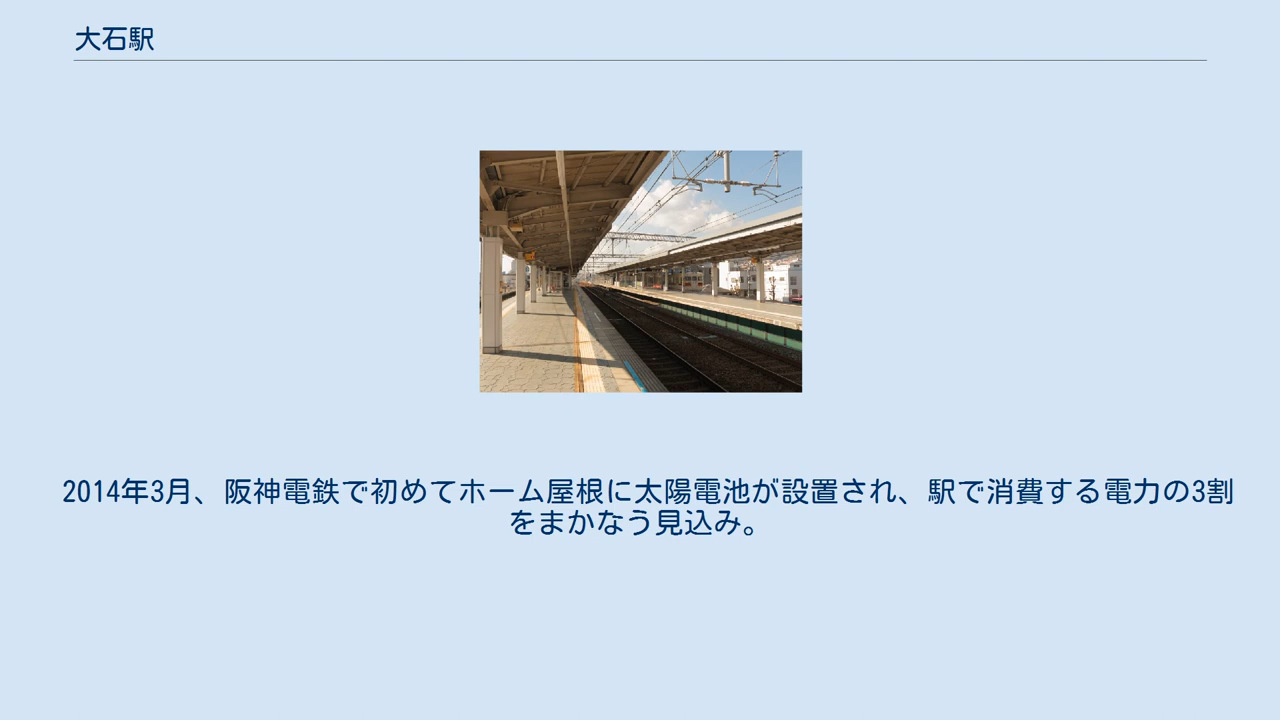 大石駅
2014年3月、阪神電鉄で初めてホーム屋根に太陽電池が設置され、駅で消費する電力の3割
をまかなう見込み。